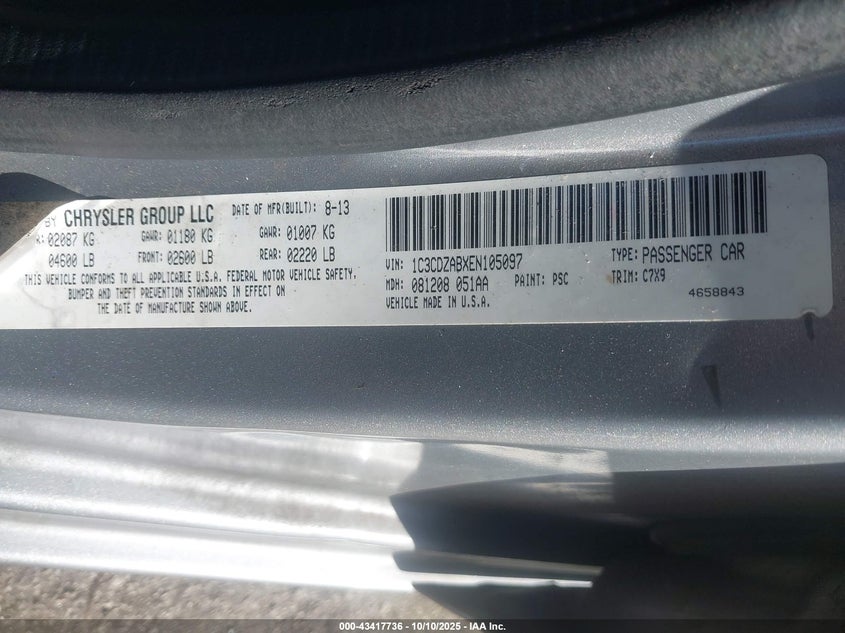 BY CHRYSLER GROUP LLC DATE OF MFR(BUILT): 8-13
02087 KG GAWR: 01180 KG GAWR: 01007 KG
04600 LB FRONT: 02600 LB REAR: 02220 LB
THIS VEHICLE CONFORMS TO ALL APPLICABLE U.S.A. FEDERAL MOTOR VEHICLE SAFETY,
BUMPER AND THEFT PREVENTION STANDARDS IN EFFECT ON
THE DATE OF MANUFACTURE SHOWN ABOVE.
VIN: 1C3CDZABXEN105097 TYPE: PASSENGER CAR
MDH: 081208 051AA PAINT: PSC TRIM: C7X9
VEHICLE MADE IN U.S.A. 4658843
000-43417736 - 10/10/2025 - IAA Inc.